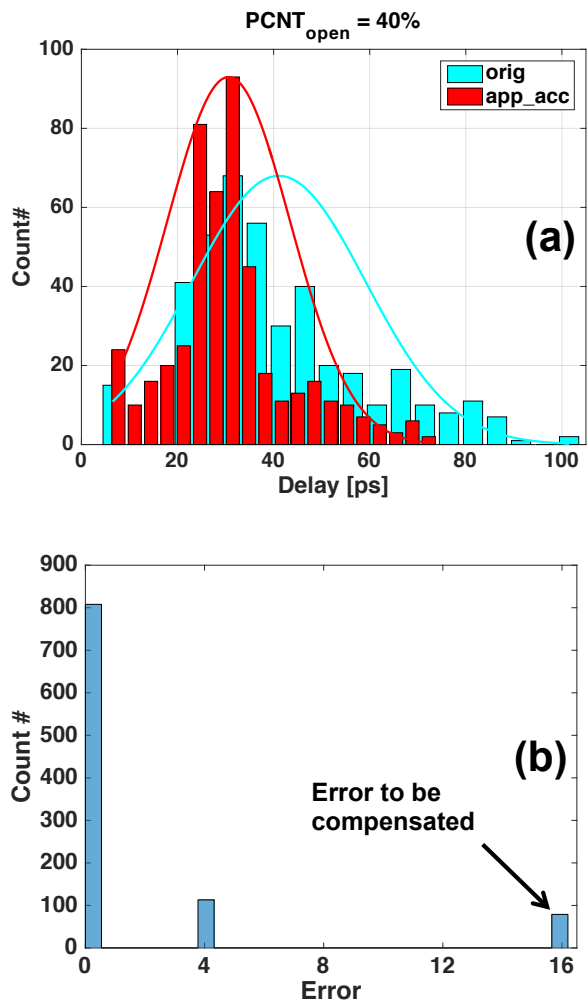 PCNT_open = 40%
100
80
60
40
20
0
Count#
orig
app_acc
(a)
0 20 40 60 80 100
Delay [ps]
900
800
700
600
500
400
300
200
100
0
Count #
(b)
Error to be
compensated
0 4 8 12 16
Error